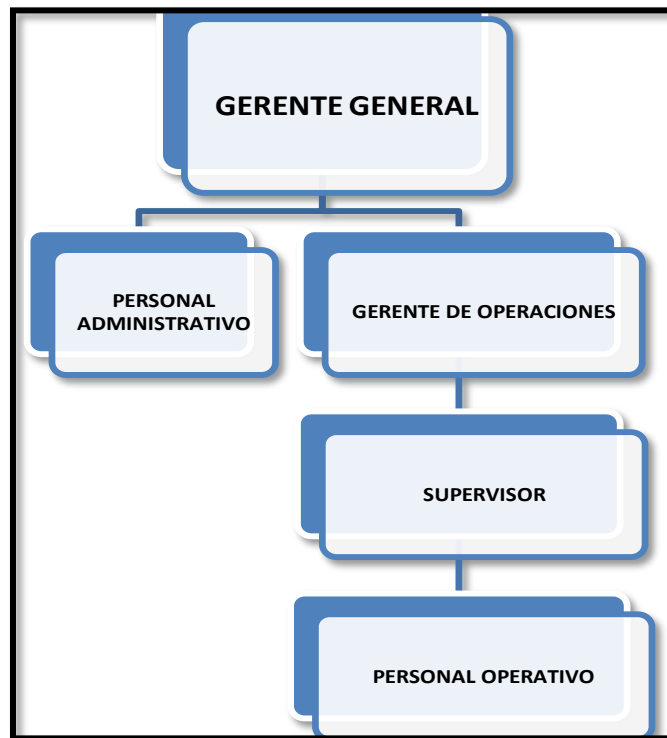 GERENTE GENERAL
PERSONAL
ADMINISTRATIVO
GERENTE DE OPERACIONES
SUPERVISOR
PERSONAL OPERATIVO